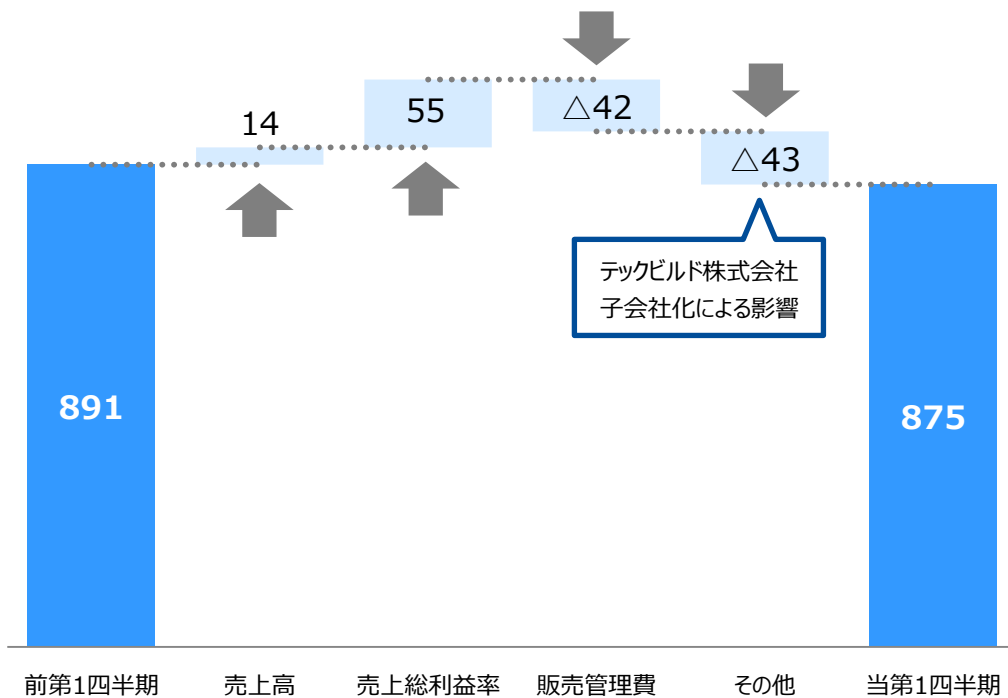 14
55
△42
△43
テックビルド株式会社
子会社化による影響
891
875
前第1四半期
売上高
売上総利益率
販売管理費
その他
当第1四半期